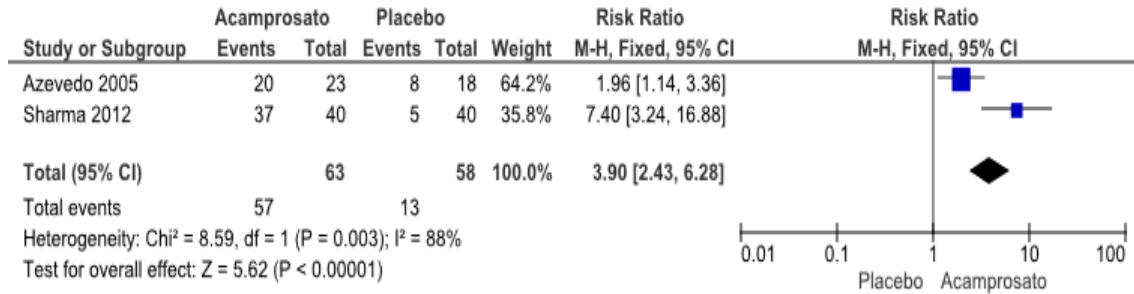 Acamprosato Placebo Risk Ratio Risk Ratio
Study or Subgroup Events Total Events Total Weight M-H, Fixed, 95% CI M-H, Fixed, 95% CI
Azevedo 2005 20 23 8 18 64.2% 1.96 [1.14, 3.36]
Sharma 2012 37 40 5 40 35.8% 7.40 [3.24, 16.88]
Total (95% CI) 63 58 100.0% 3.90 [2.43, 6.28]
Total events 57 13
Heterogeneity: Chi² = 8.59, df = 1 (P = 0.003); I² = 88%
Test for overall effect: Z = 5.62 (P < 0.00001)
0.01 0.1 1 10 100
Placebo Acamprosato